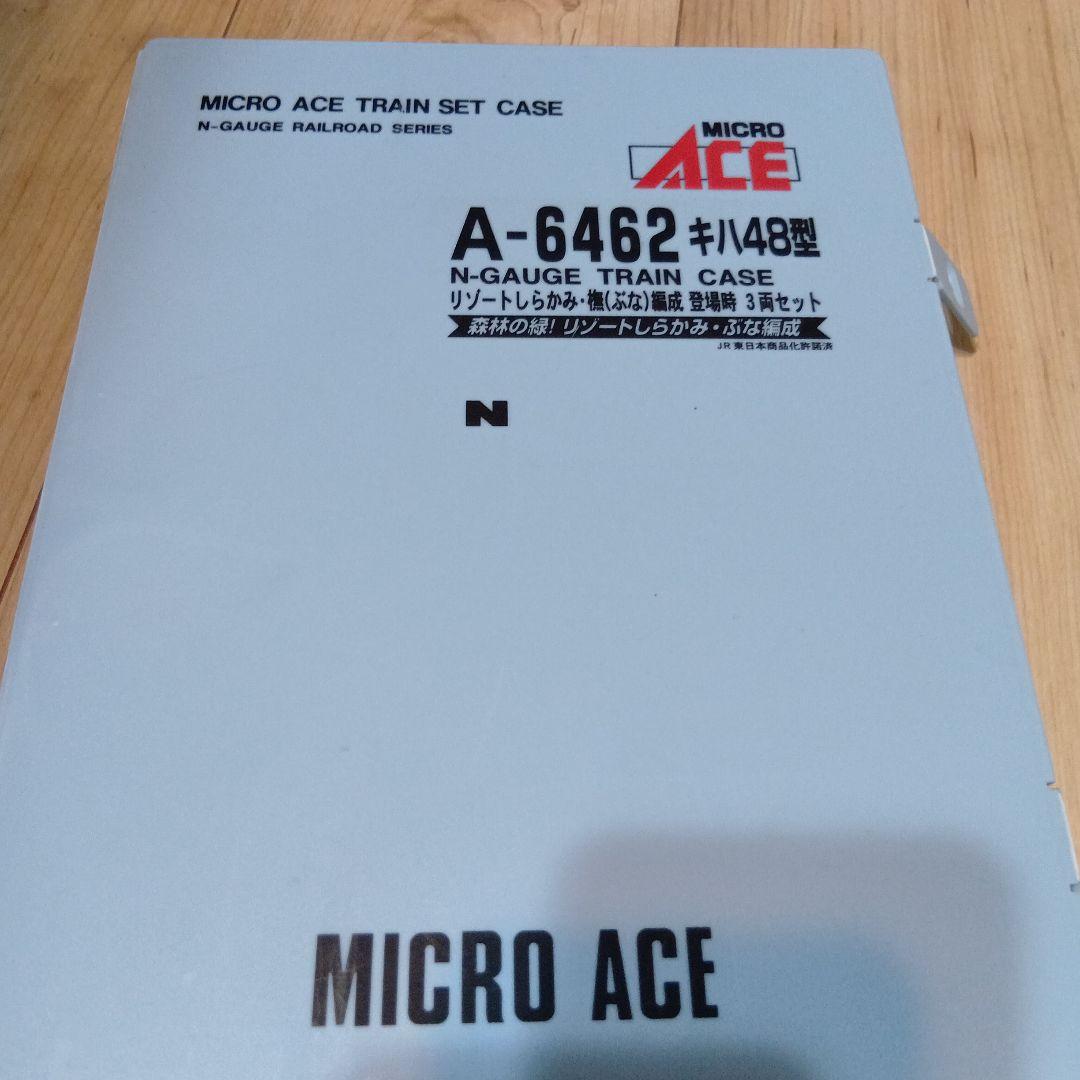 MICRO ACE TRAIN SET CASE
N-GAUGE RAILROAD SERIES
MICRO
ACE
A-6462 キハ48型
N-GAUGE TRAIN CASE
リゾートしらかみ・橅(ぶな)編成 登場時 3両セット
森林の緑!リゾートしらかみ・ぶな編成
JR東日本商品化許諾済
N
MICRO ACE